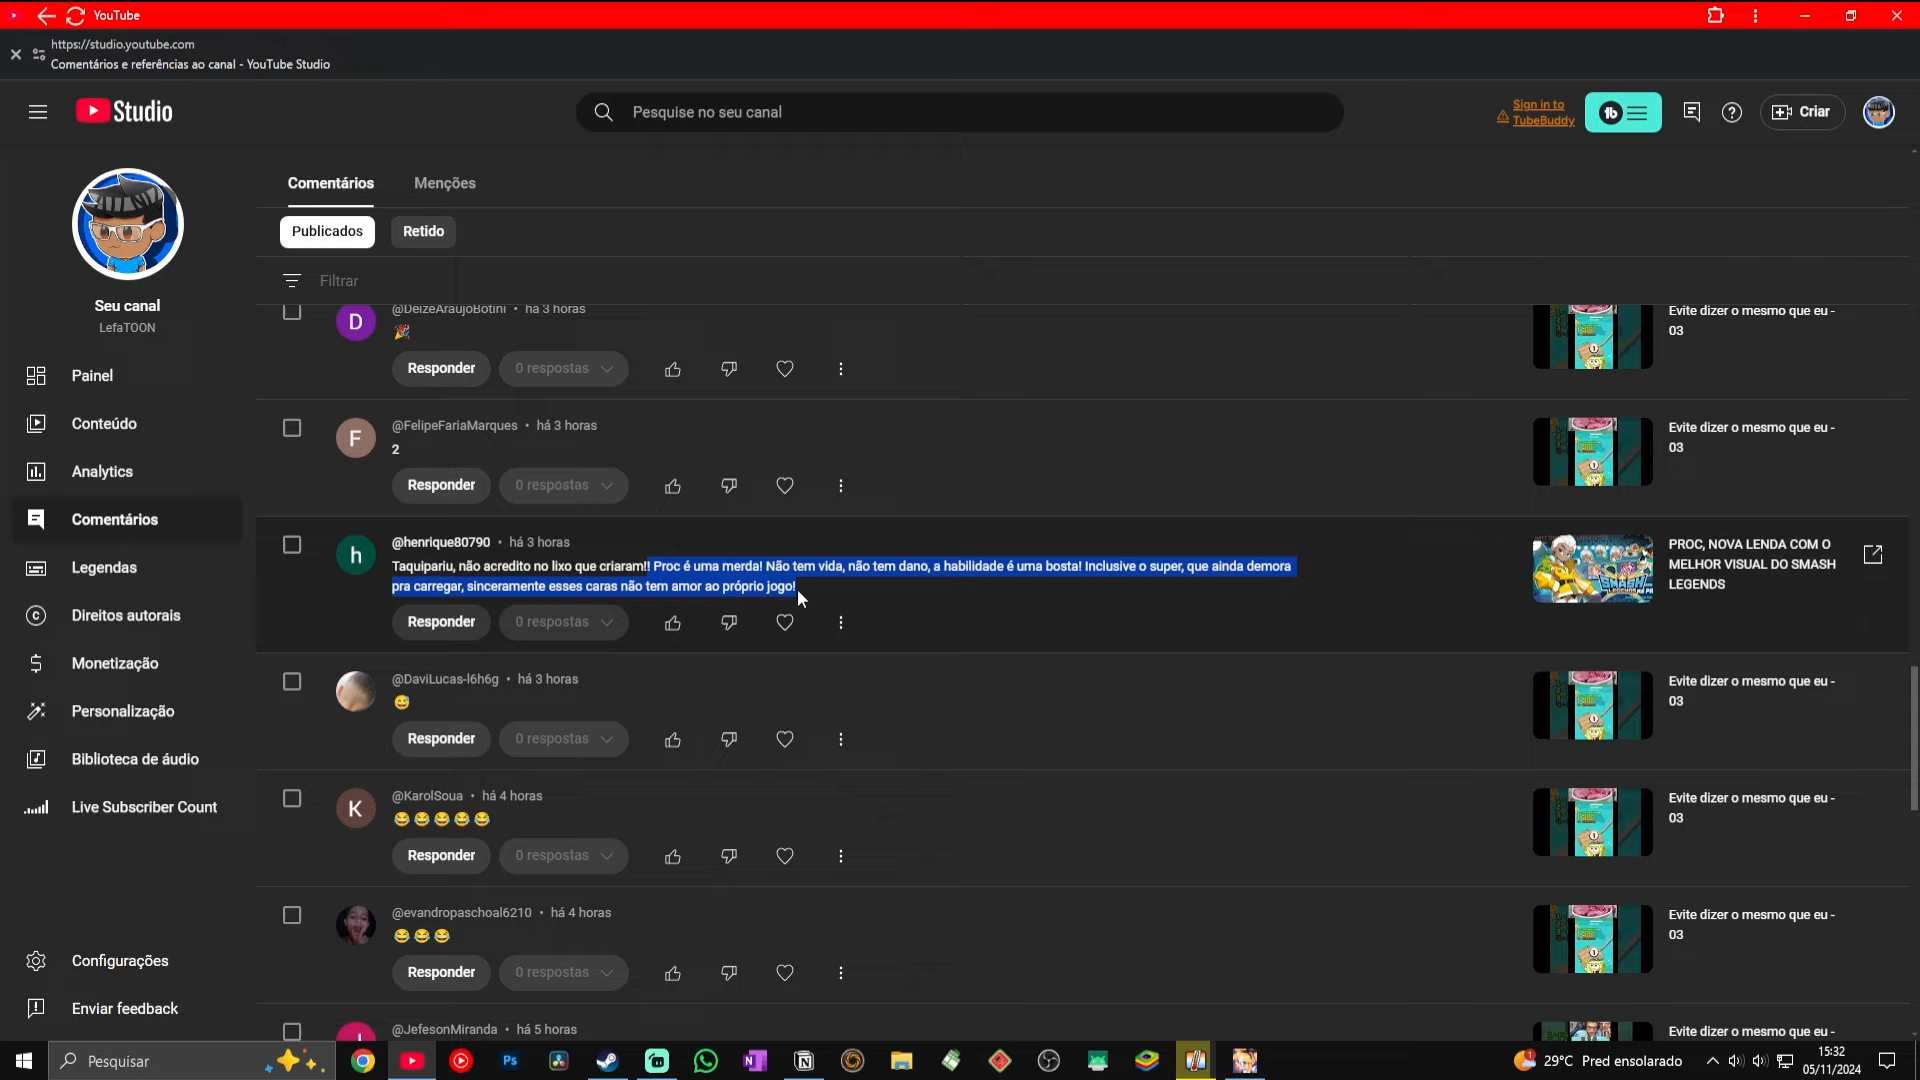 YouTube
https://studio.youtube.com
Comentários e referências ao canal - YouTube Studio
Studio
Pesquise no seu canal
Sign in to
TubeBuddy
Criar
Seu canal
LefaTOON
Painel
Conteúdo
Analytics
Comentários
Legendas
Direitos autorais
Monetização
Personalização
Biblioteca de áudio
Live Subscriber Count
Configurações
Enviar feedback
Comentários
Menções
Publicados
Retido
Filtrar
@DeizeAraujoBotini • há 3 horas
🎉
Responder
0 respostas
Evite dizer o mesmo que eu -
03
@FelipeFariaMarques • há 3 horas
2
Responder
0 respostas
Evite dizer o mesmo que eu -
03
h
@henrique80790 • há 3 horas
Taquipariu, não acredito no lixo que criaram!! Proc é uma merda! Não tem vida, não tem dano, a habilidade é uma bosta! Inclusive o super, que ainda demora
pra carregar, sinceramente esses caras não tem amor ao próprio jogo!
Responder
0 respostas
PROC, NOVA LENDA COM O
MELHOR VISUAL DO SMASH
LEGENDS
@DaviLucas-l6h6g • há 3 horas
😅
Responder
0 respostas
Evite dizer o mesmo que eu -
03
K
@KarolSoua • há 4 horas
😂😂😂😂😂
Responder
0 respostas
Evite dizer o mesmo que eu -
03
@evandropaschoal6210 • há 4 horas
😂😂😂
Responder
0 respostas
Evite dizer o mesmo que eu -
03
@JefesonMiranda • há 5 horas
Evite dizer o mesmo que eu -
Pesquisar
Ps
29°C Pred ensolarado
15:32
05/11/2024